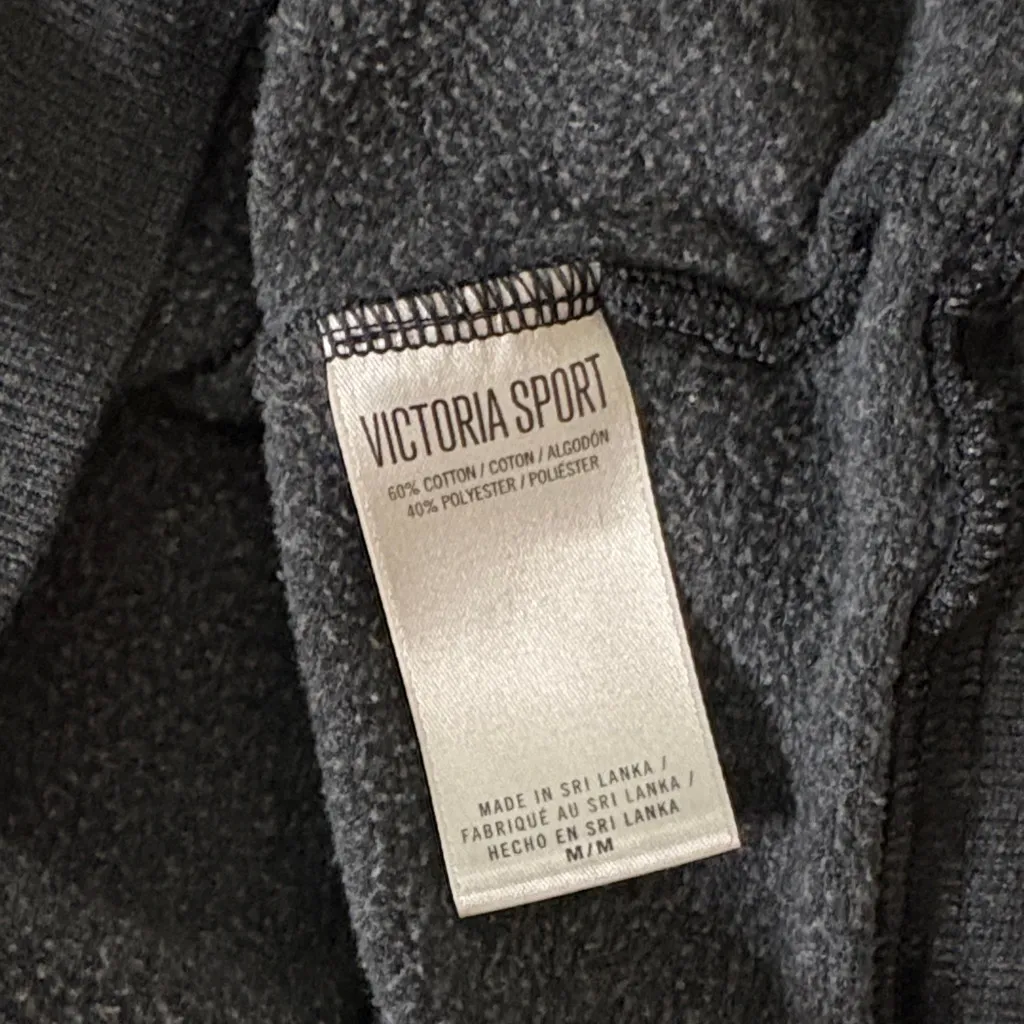 VICTORIA SPORT
60% COTTON / COTON / ALGODÓN
40% POLYESTER / POLIÉSTER
MADE IN SRI LANKA /
FABRIQUÉ AU SRI LANKA /
HECHO EN SRI LANKA
M/M